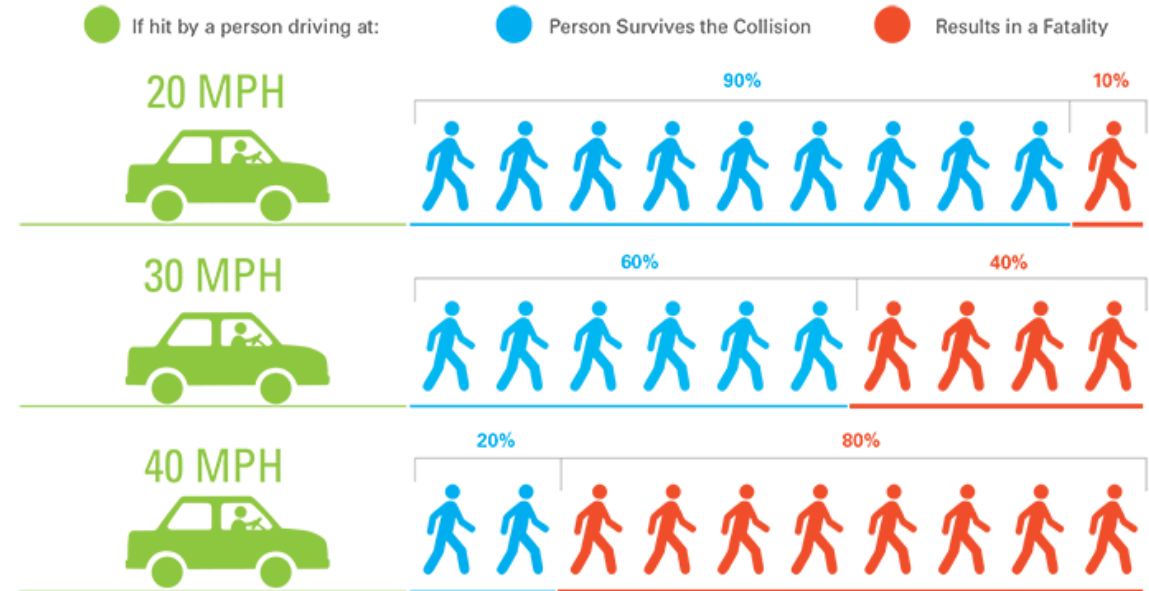 If hit by a person driving at:
Person Survives the Collision
Results in a Fatality
20 MPH
90%
10%
30 MPH
60%
40%
40 MPH
20%
80%